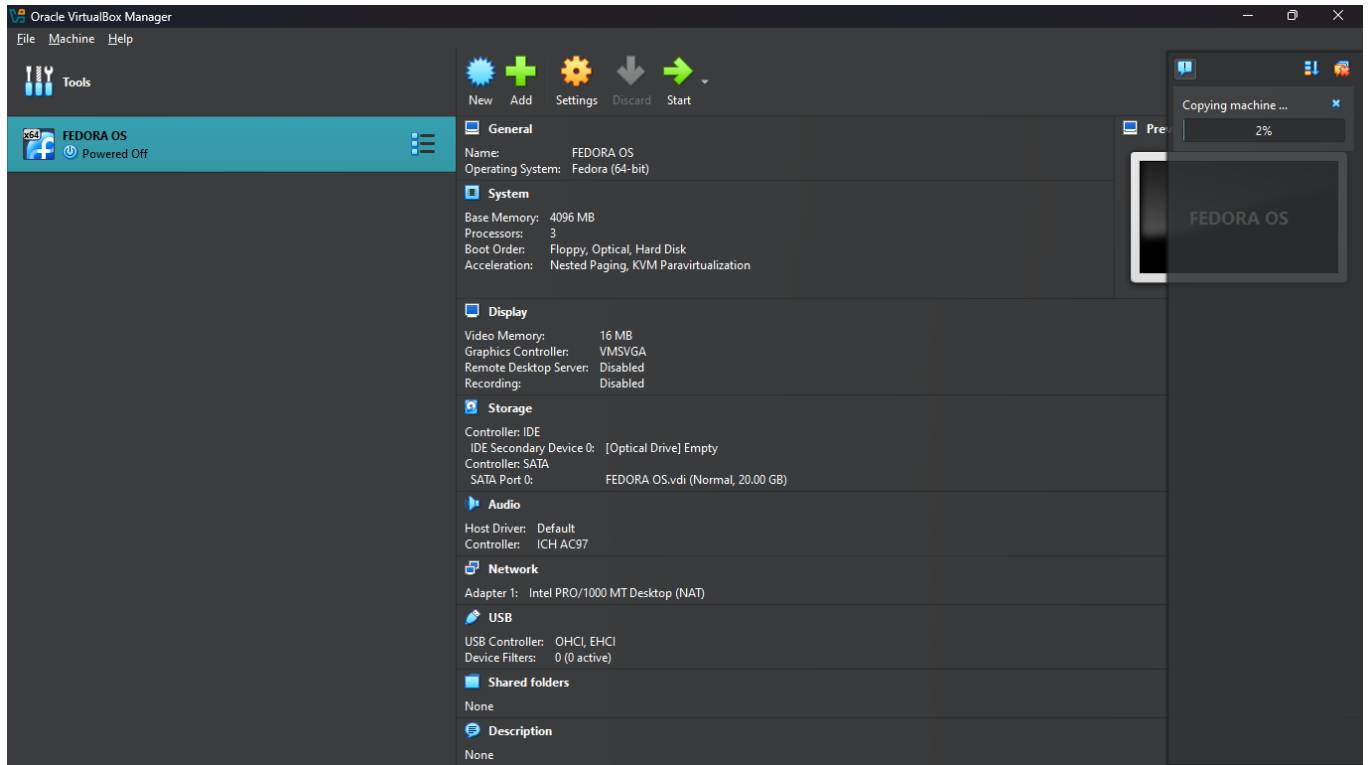 Oracle VirtualBox Manager
File Machine Help
Tools
New Add Settings Discard Start
Copying machine ...
2%
x64
FEDORA OS
Powered Off
General
Name: FEDORA OS
Operating System: Fedora (64-bit)
System
Base Memory: 4096 MB
Processors: 3
Boot Order: Floppy, Optical, Hard Disk
Acceleration: Nested Paging, KVM Paravirtualization
FEDORA OS
Display
Video Memory: 16 MB
Graphics Controller: VMSVGA
Remote Desktop Server: Disabled
Recording: Disabled
Storage
Controller: IDE
IDE Secondary Device 0: [Optical Drive] Empty
Controller: SATA
SATA Port 0: FEDORA OS.vdi (Normal, 20.00 GB)
Audio
Host Driver: Default
Controller: ICH AC97
Network
Adapter 1: Intel PRO/1000 MT Desktop (NAT)
USB
USB Controller: OHCI, EHCI
Device Filters: 0 (0 active)
Shared folders
None
Description
None